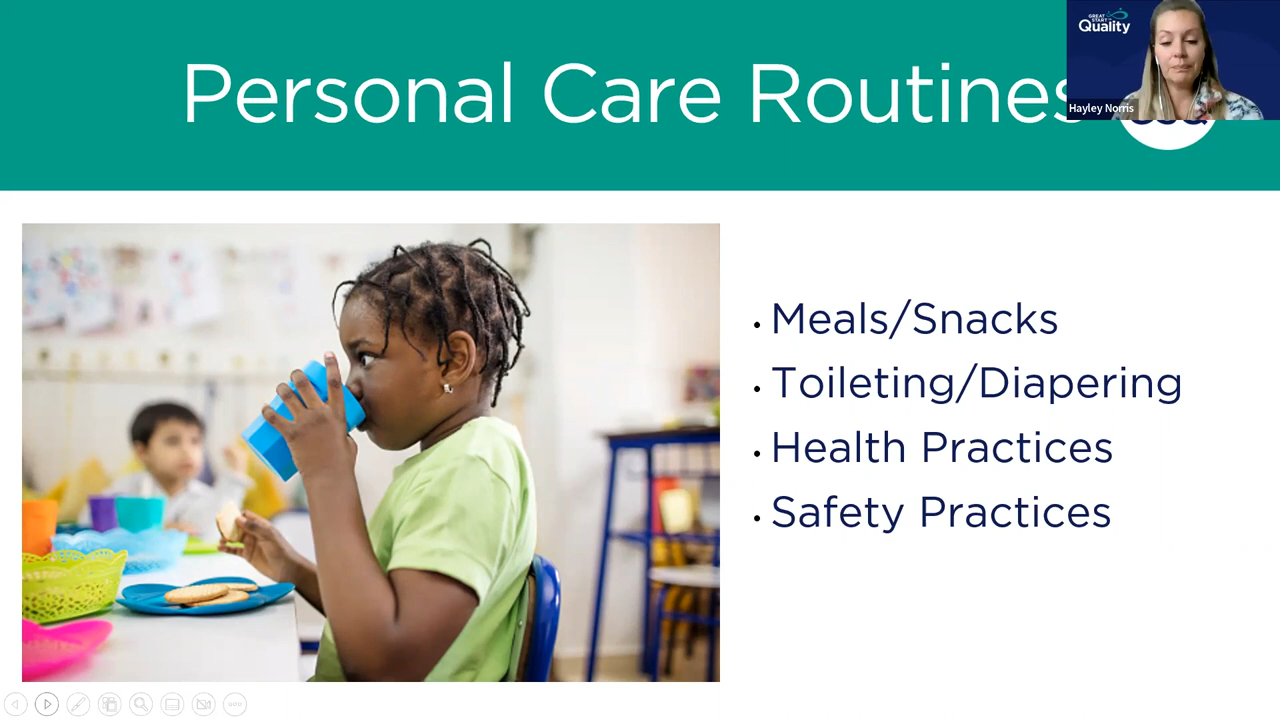 Personal Care Routines
GREAT
START TO
Quality
Hayley Norris
• Meals/Snacks
• Toileting/Diapering
• Health Practices
• Safety Practices